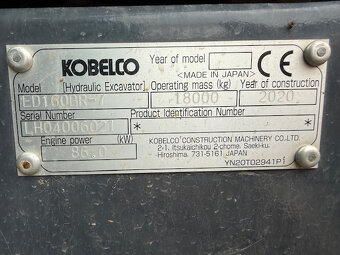 KOBELCO Year of model
<MADE IN JAPAN> CE
Model [Hydraulic Excavator] Operating mass (kg) Year of construction
ED160BR-7 18000 2020
Serial Number Product Identification Number
LH04006021 * *
Engine power (kW)
86.0
KOBELCO CONSTRUCTION MACHINERY CO.,LTD.
2-1, Itsukaichikou 2-chome, Saeki-ku,
Hiroshima, 731-5161, JAPAN
YN20T02941P1